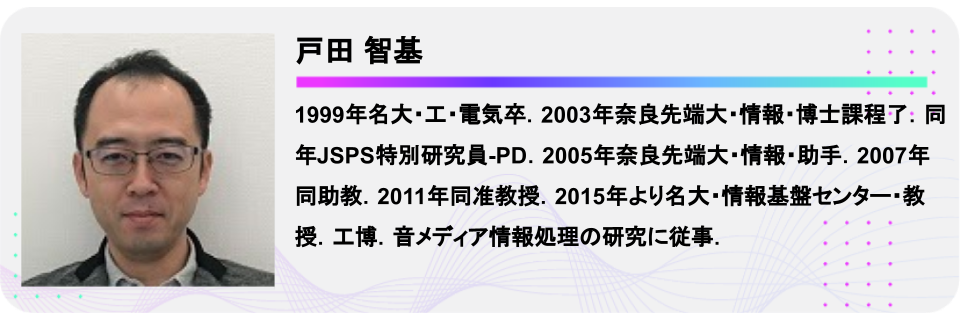 戸田 智基
1999年名大・工・電気卒．2003年奈良先端大・情報・博士課程了．同
年JSPS特別研究員-PD．2005年奈良先端大・情報・助手．2007年
同助教．2011年同准教授．2015年より名大・情報基盤センター・教
授．工博．音メディア情報処理の研究に従事．